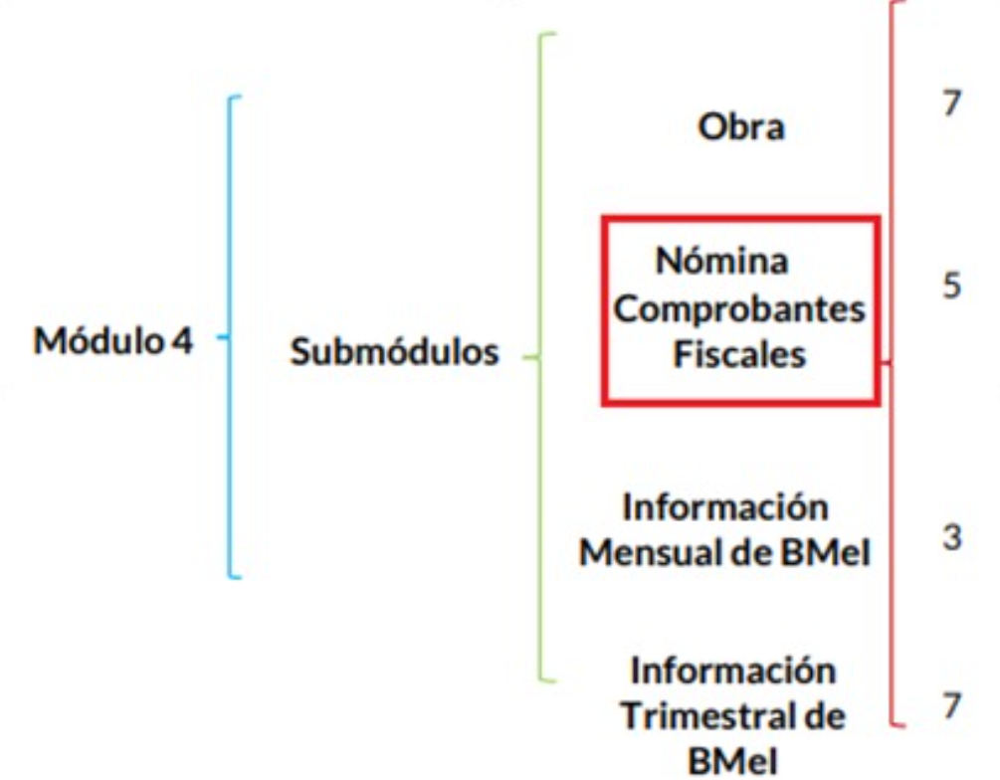 Módulo 4
Submódulos
Obra
7
Nómina
Comprobantes
Fiscales
5
Información
Mensual de BMeI
3
Información
Trimestral de
BMeI
7